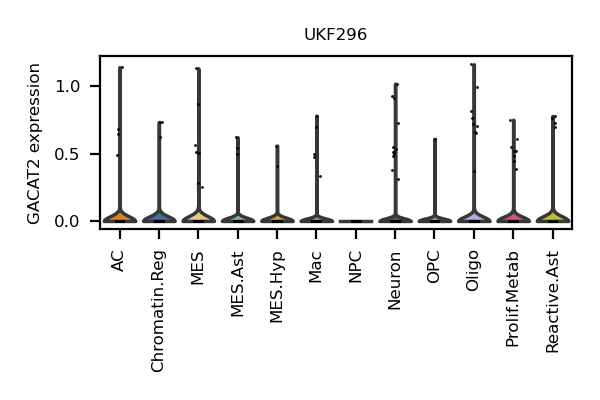 UKF296
GACAT2 expression
1.0
0.5
0.0
AC
Chromatin.Reg
MES
MES.Ast
MES.Hyp
Mac
NPC
Neuron
OPC
Oligo
Prolif.Metab
Reactive.Ast